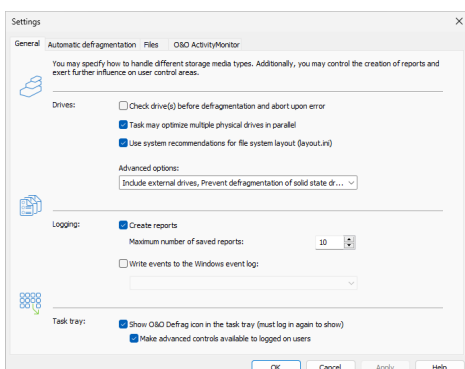 Settings
General Automatic defragmentation Files O&O ActivityMonitor
You may specify how to handle different storage media types. Additionally, you may control the creation of reports and
exert further influence on user control areas.
Drives:
Check drive(s) before defragmentation and abort upon error
Task may optimize multiple physical drives in parallel
Use system recommendations for file system layout (layout.ini)
Advanced options:
Include external drives, Prevent defragmentation of solid state dr...
Logging:
Create reports
Maximum number of saved reports: 10
Write events to the Windows event log:
Task tray:
Show O&O Defrag icon in the task tray (must log in again to show)
Make advanced controls available to logged on users
OK Cancel Apply Help